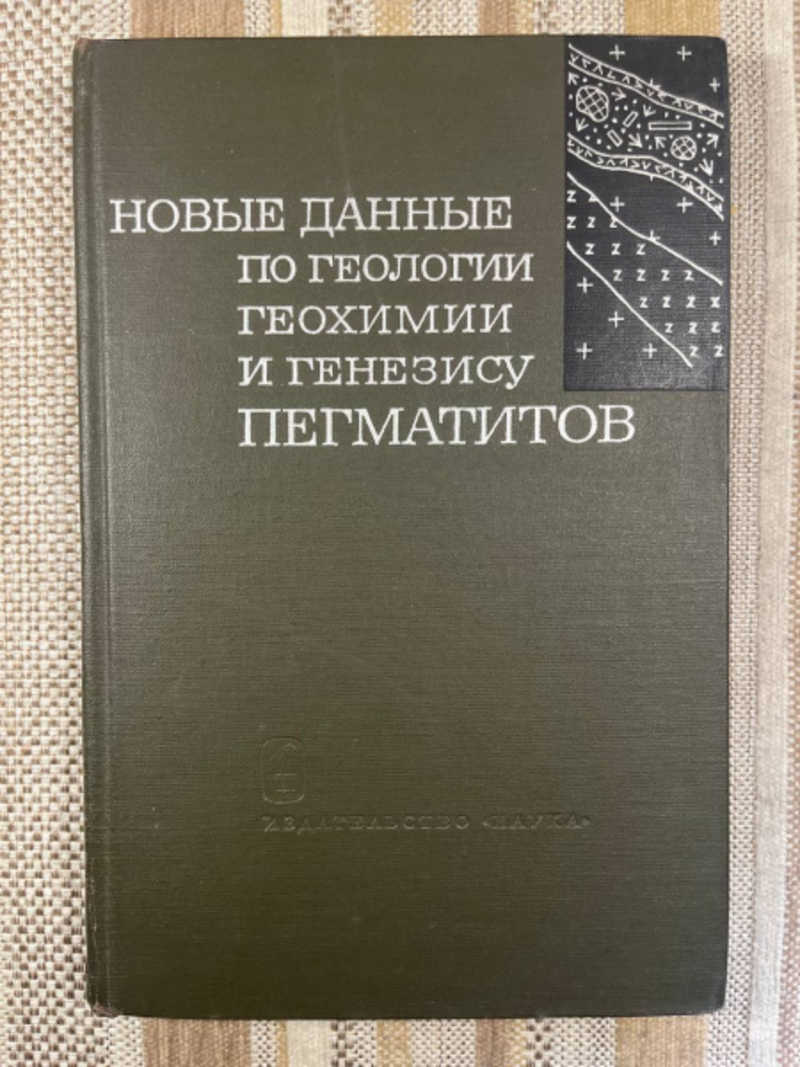 НОВЫЕ ДАННЫЕ
ПО ГЕОЛОГИИ
ГЕОХИМИИ
И ГЕНЕЗИСУ
ПЕГМАТИТОВ
ИЗДАТЕЛЬСТВО «НАУКА»